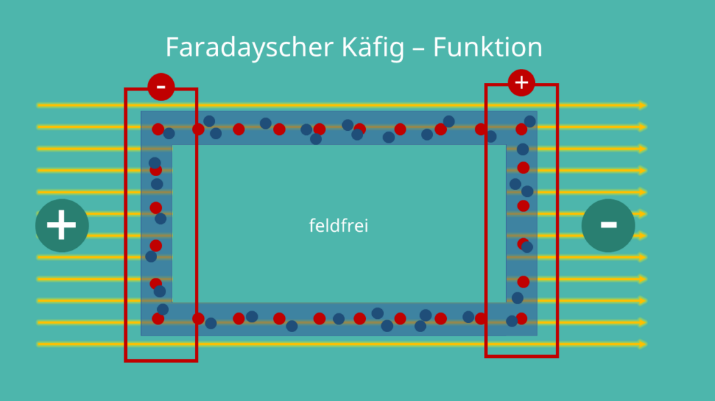 Faradayscher Käfig – Funktion
-
+
+
feldfrei
-